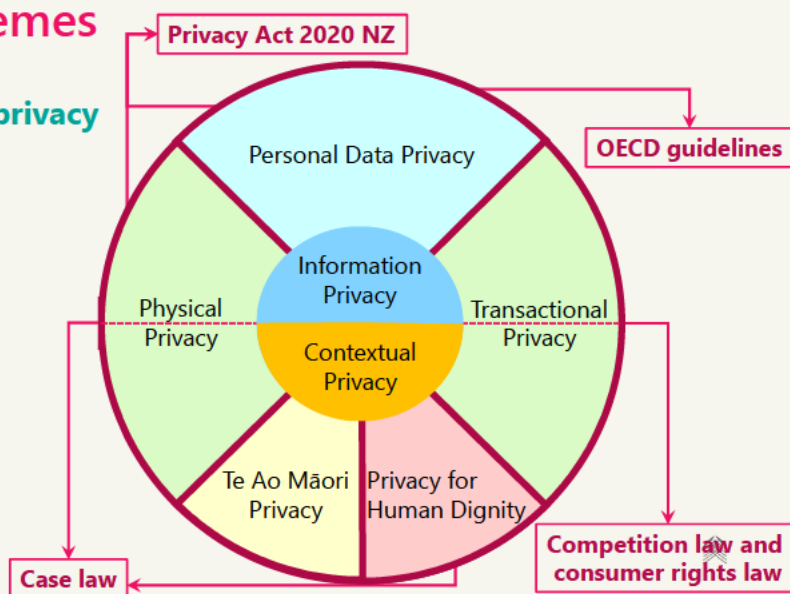 emes
Privacy Act 2020 NZ
privacy
OECD guidelines
Personal Data Privacy
Information
Privacy
Physical
Privacy
Transactional
Privacy
Contextual
Privacy
Te Ao Māori
Privacy
Privacy for
Human Dignity
Competition law and
consumer rights law
Case law